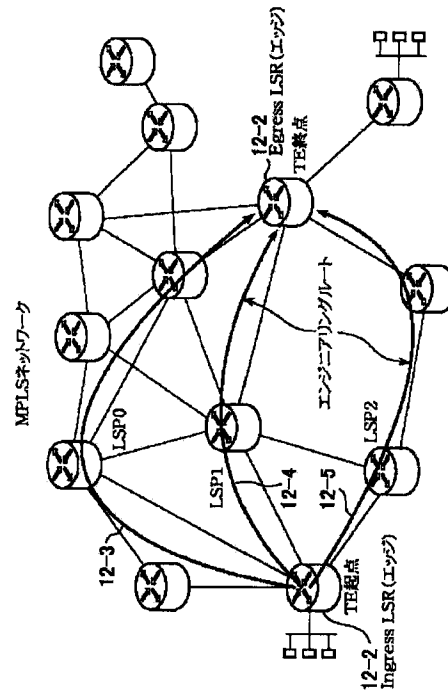 MPLSネットワーク
LSP0
12-3
LSP1
12-4
エンジニアリングルート
LSP2
12-5
12-2
Egress LSR(エッジ)
TE終点
TE起点
12-2
Ingress LSR(エッジ)